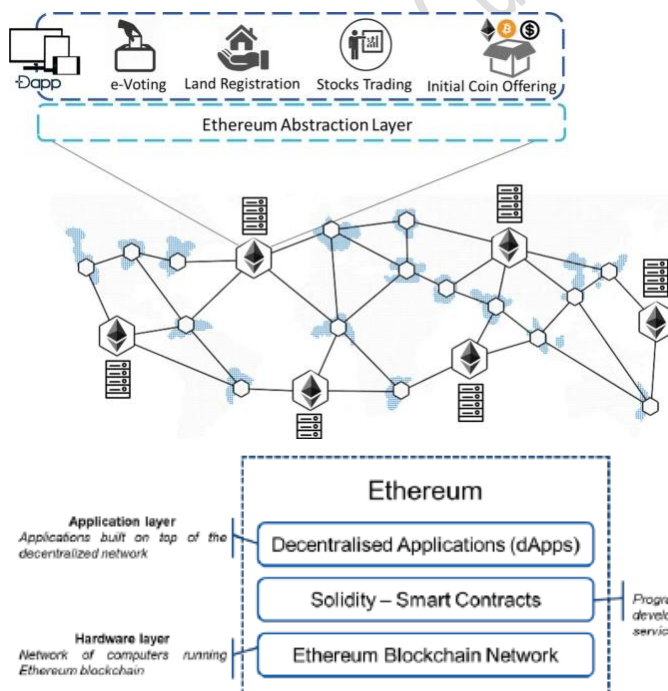 Dapp
e-Voting
Land Registration
Stocks Trading
Initial Coin Offering
Ethereum Abstraction Layer
Ethereum
Application layer
Applications built on top of the
decentralized network
Decentralised Applications (dApps)
Solidity – Smart Contracts
Hardware layer
Network of computers running
Ethereum blockchain
Ethereum Blockchain Network